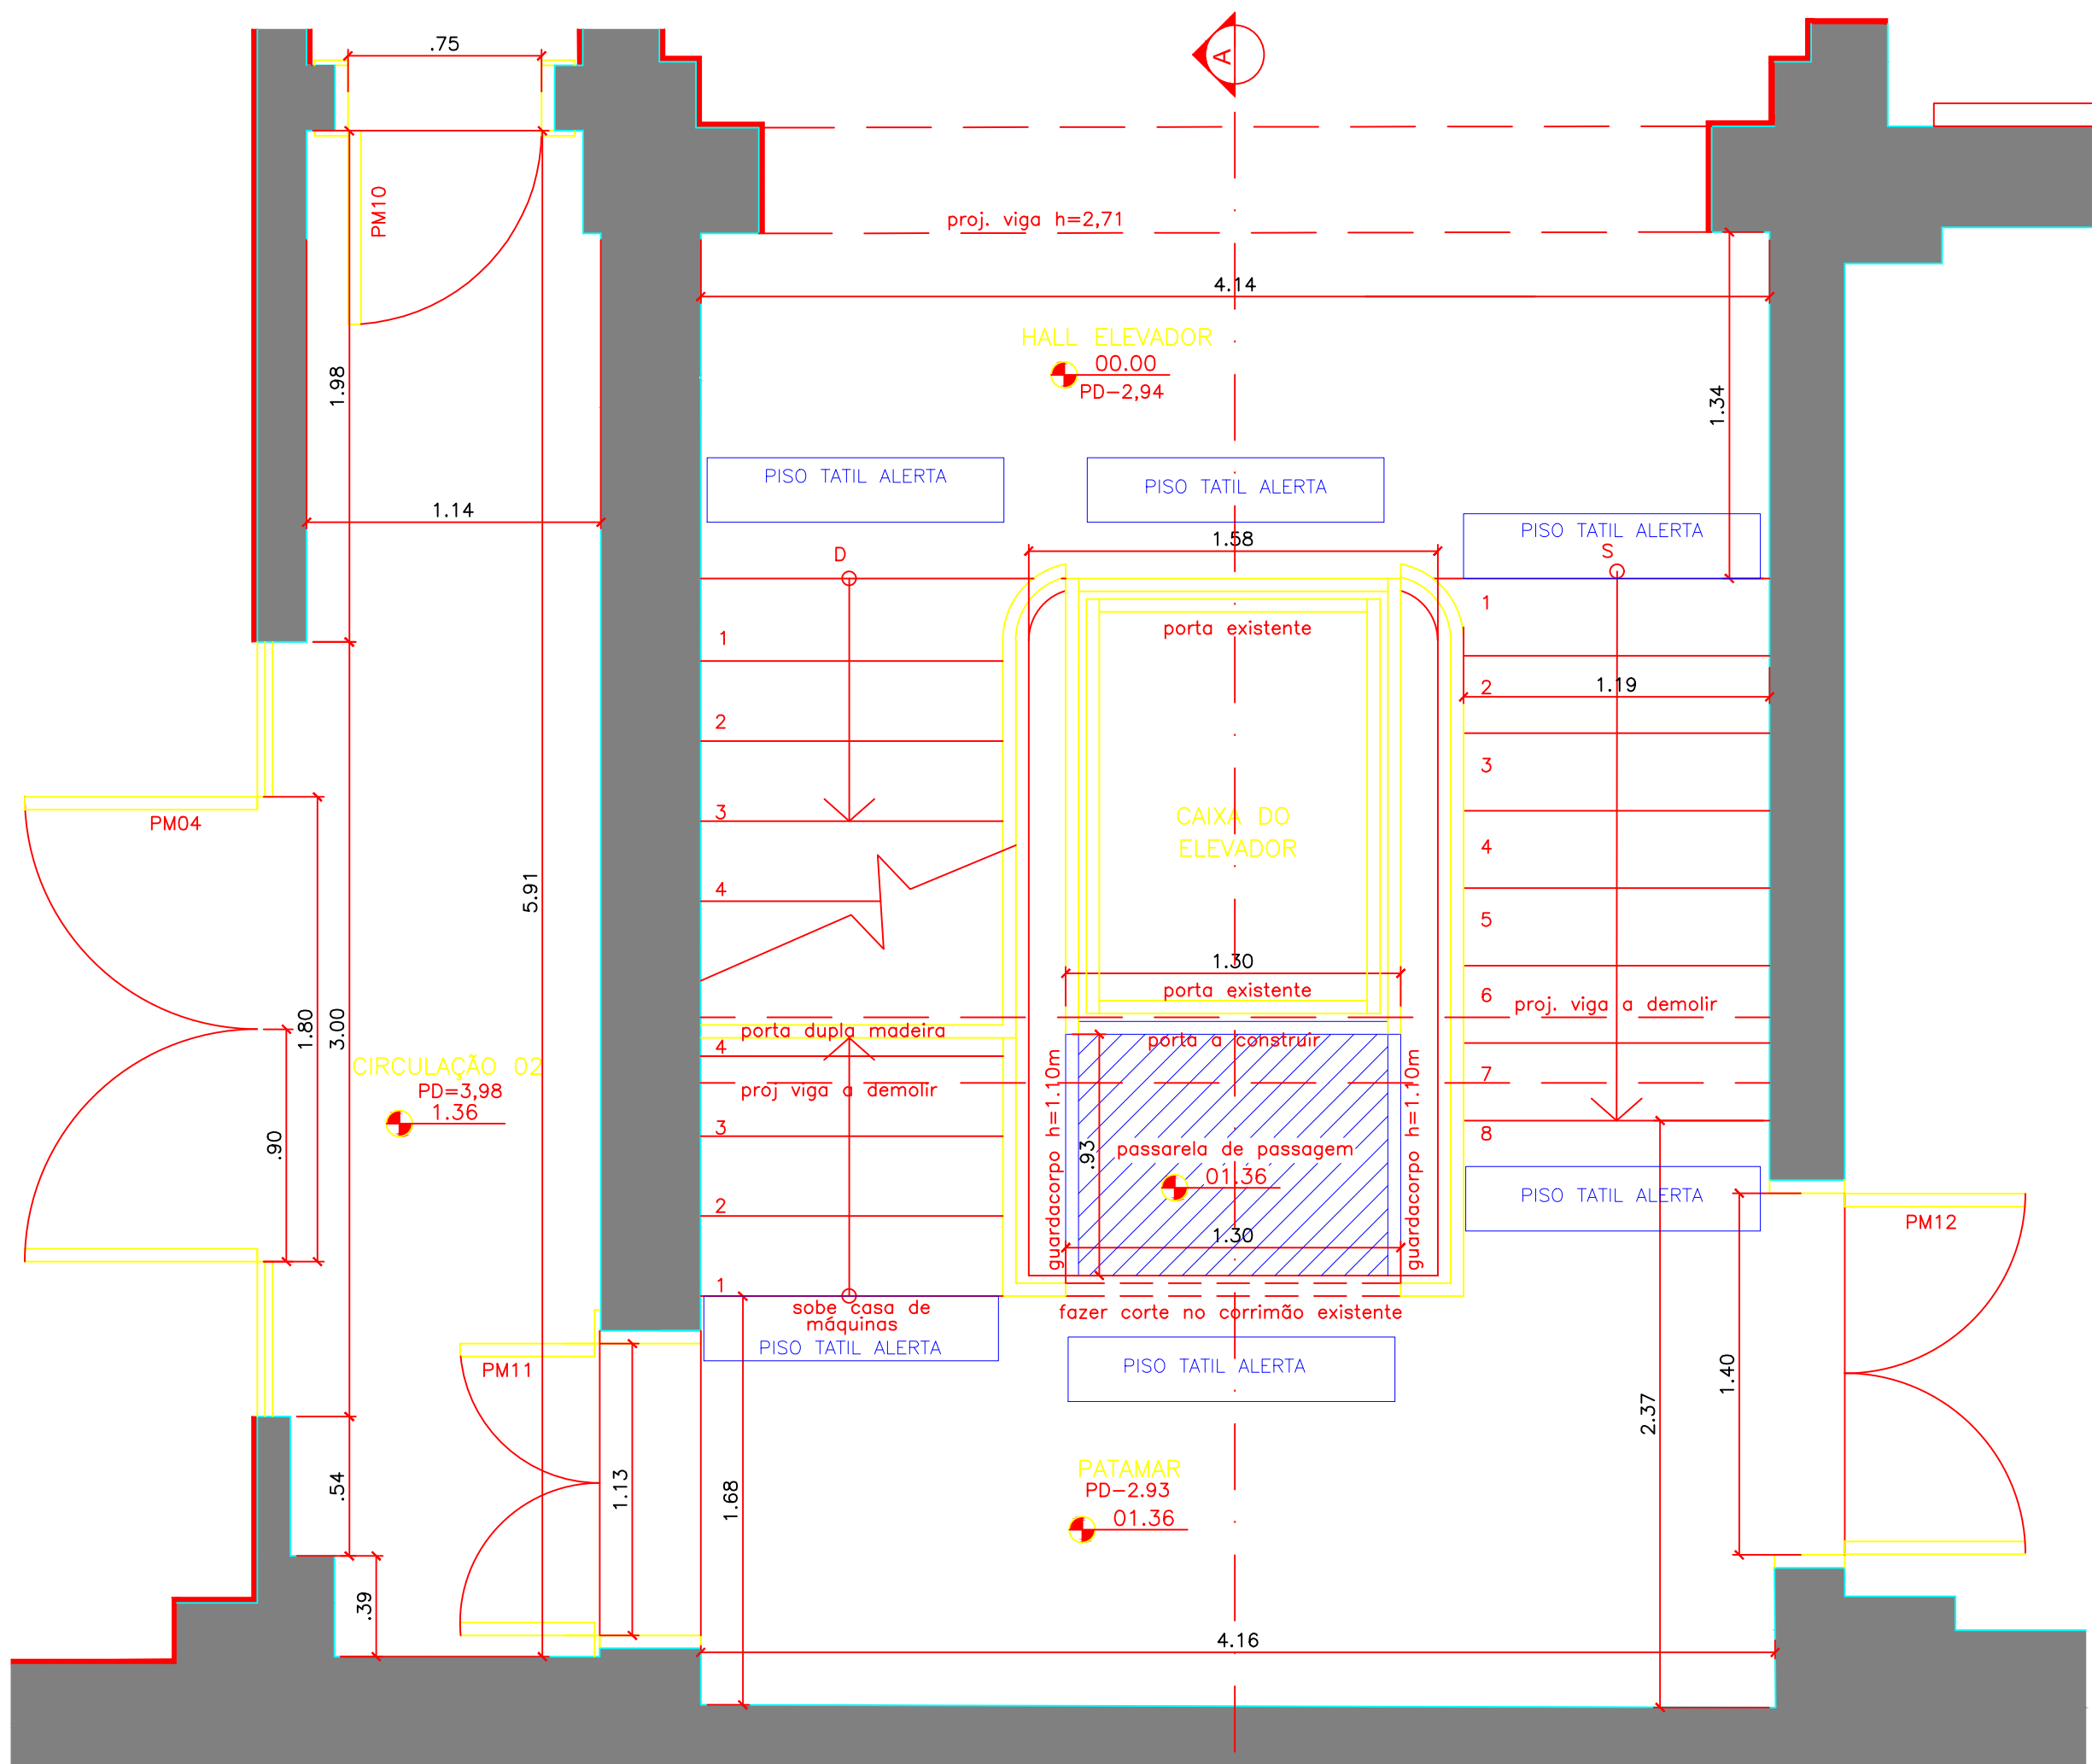 .75
A
PM10
proj. viga h=2,71
4.14
HALL ELEVADOR
00.00
PD-2,94
1.98
1.34
PISO TATIL ALERTA
PISO TATIL ALERTA
PISO TATIL ALERTA
1.14
1.58
D
S
1
porta existente
1
2
1.19
2
3
3
PM04
CAIXA DO
ELEVADOR
4
4
5.91
5
1.30
porta existente
6
proj. viga a demolir
1.80
3.00
porta dupla madeira
porta a construir
4
CIRCULAÇÃO 02
PD=3,98
1.36
proj viga a demolir
7
guardacorpo h=1.10m
guardacorpo h=1.10m
3
8
.90
.93
passarela de passagem
01.36
2
PISO TATIL ALERTA
PM12
1.30
1
sobe casa de
máquinas
fazer corte no corrimão existente
PISO TATIL ALERTA
PISO TATIL ALERTA
PM11
1.40
2.37
PATAMAR
PD-2.93
01.36
.54
1.13
1.68
.39
4.16